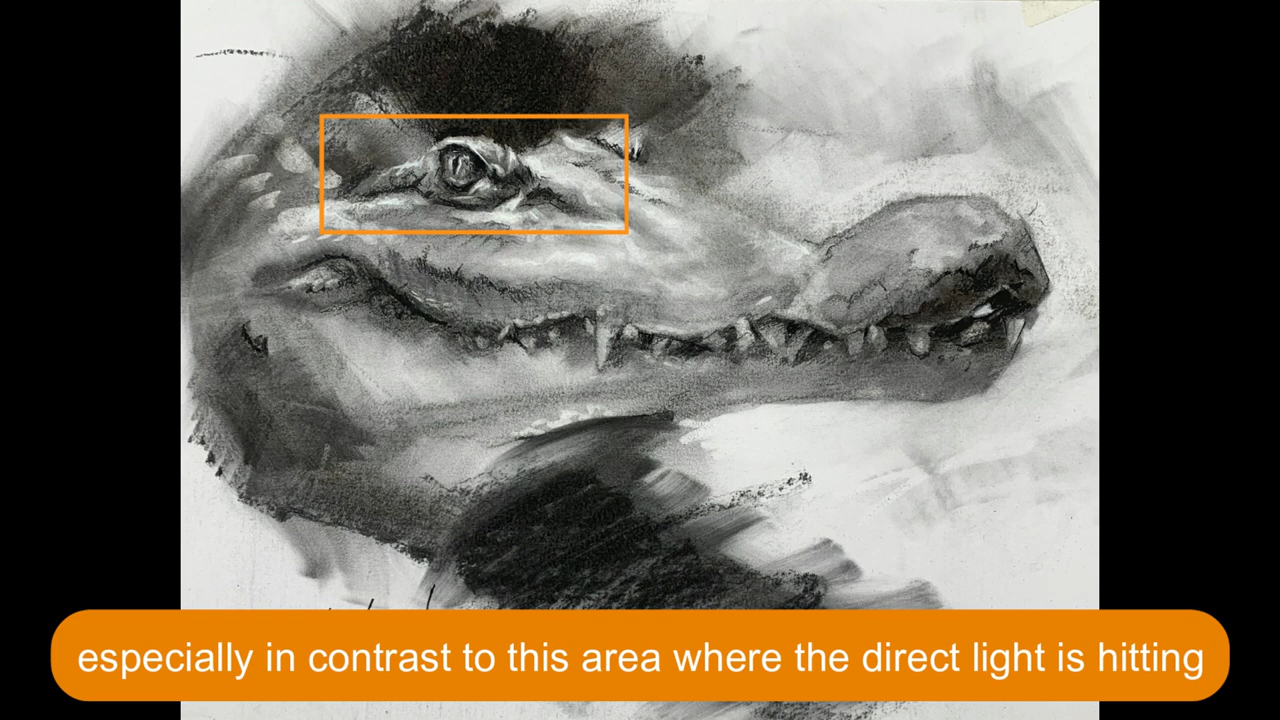 especially in contrast to this area where the direct light is hitting